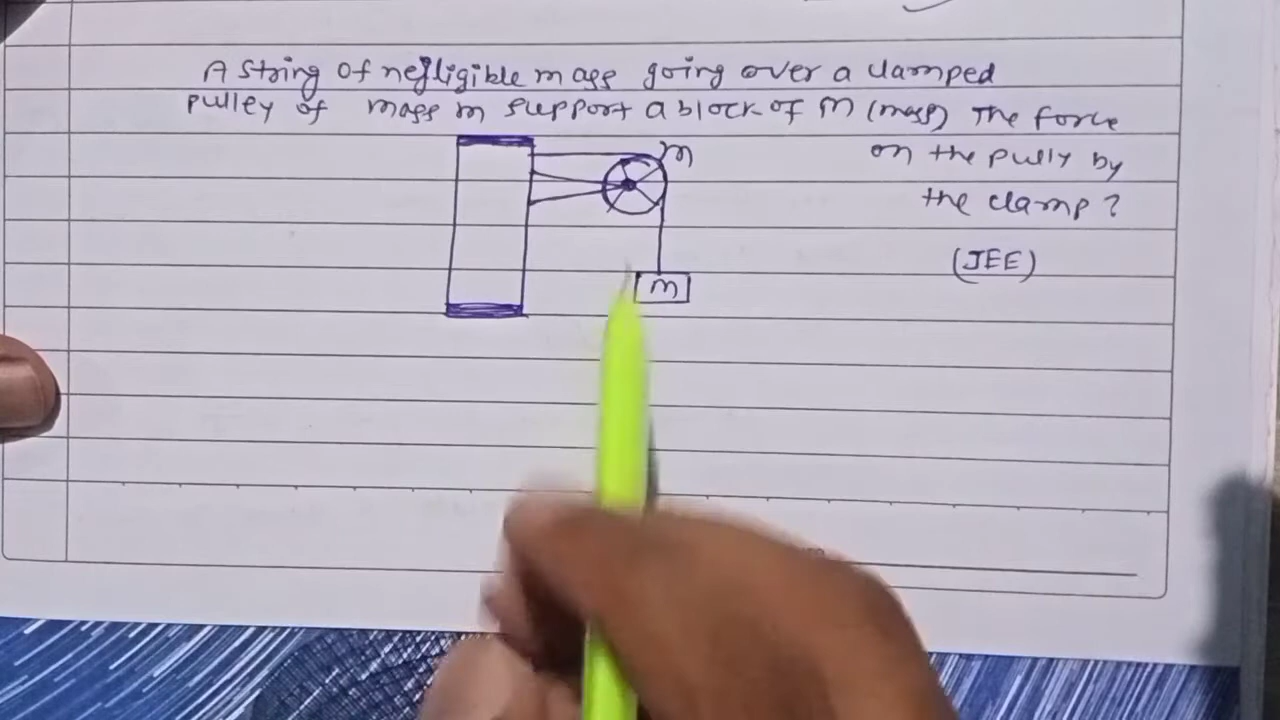 A string of negligible mass going over a clamped
pulley of mass m support a block of M (mass) The force
on the pully by
the clamp?
(JEE)
m
m